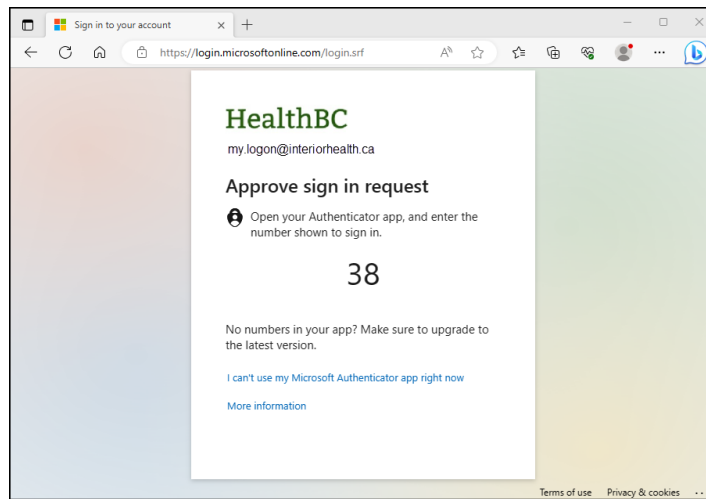 Sign in to your account
https://login.microsoftonline.com/login.srf
HealthBC
my.logon@interiorhealth.ca
Approve sign in request
Open your Authenticator app, and enter the
number shown to sign in.
38
No numbers in your app? Make sure to upgrade to
the latest version.
I can't use my Microsoft Authenticator app right now
More information
Terms of use Privacy & cookies